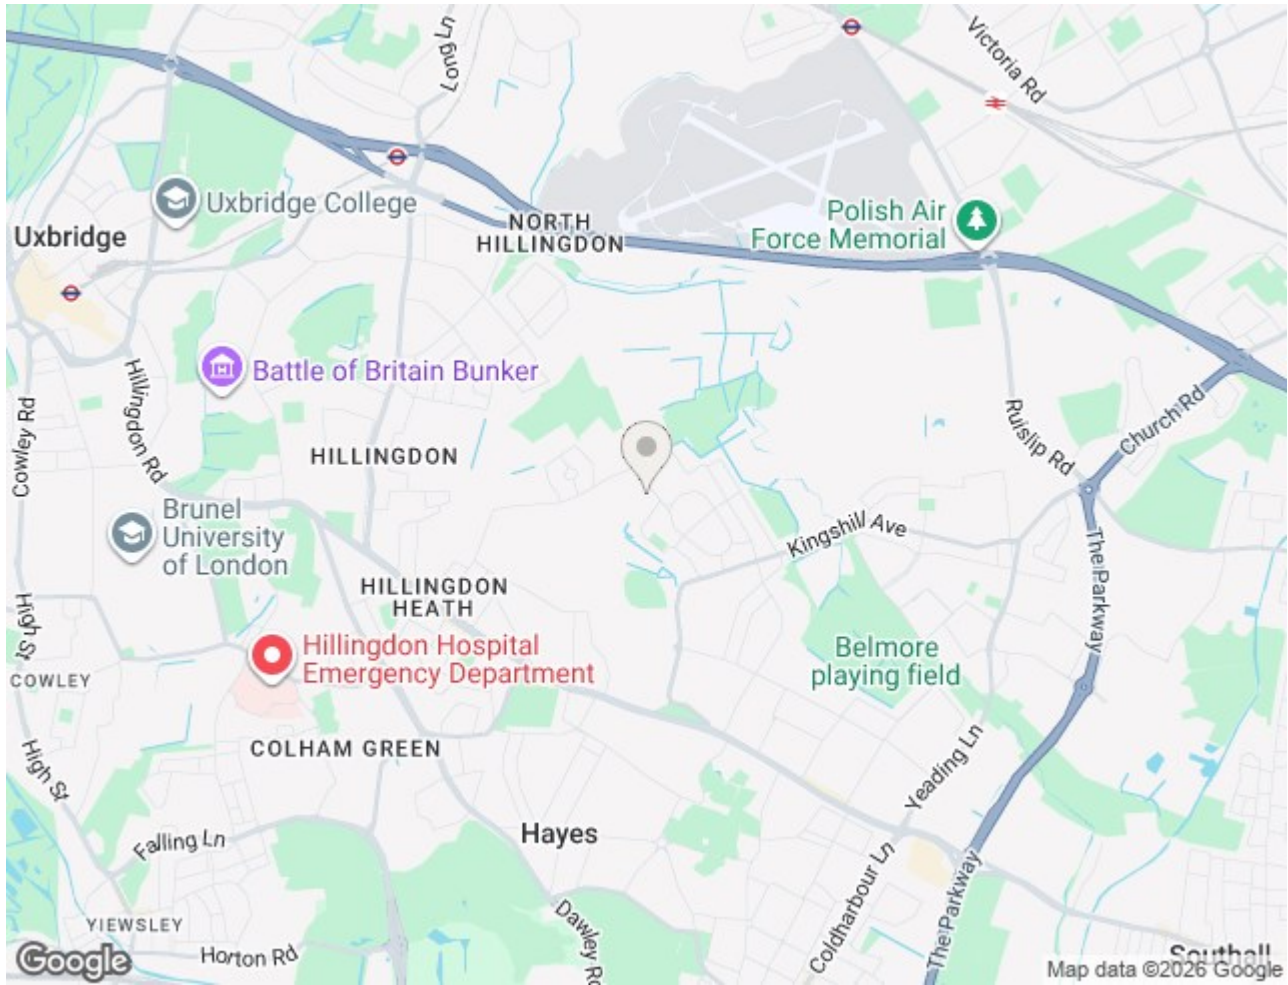 Long Ln
Victoria Rd
Uxbridge College
Polish Air
Force Memorial
NORTH
HILLINGDON
Uxbridge
Battle of Britain Bunker
Hillingdon Rd
Cowley Rd
Ruislip Rd
Church Rd
HILLINGDON
Brunel
University
of London
Kingshill Ave
The Parkway
HILLINGDON
HEATH
High St
Hillingdon Hospital
Emergency Department
Belmore
playing field
COWLEY
COLHAM GREEN
High St
Yeading Ln
Falling Ln
Hayes
Coldharbour Ln
The Parkway
YIEWSLEY
Dawley Rd
Horton Rd
Southall
Google
Map data ©2026 Google